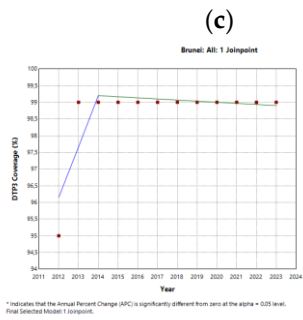 (c)
Brunei: All: 1 Joinpoint
100
99,5
99
98,5
98
97,5
97
96,5
96
95,5
95
94,5
94
DTP3 Coverage (%)
2011 2012 2013 2014 2015 2016 2017 2018 2019 2020 2021 2022 2023 2024
Year
* Indicates that the Annual Percent Change (APC) is significantly different from zero at the alpha = 0,05 level.
Final Selected Model: 1 Joinpoint.